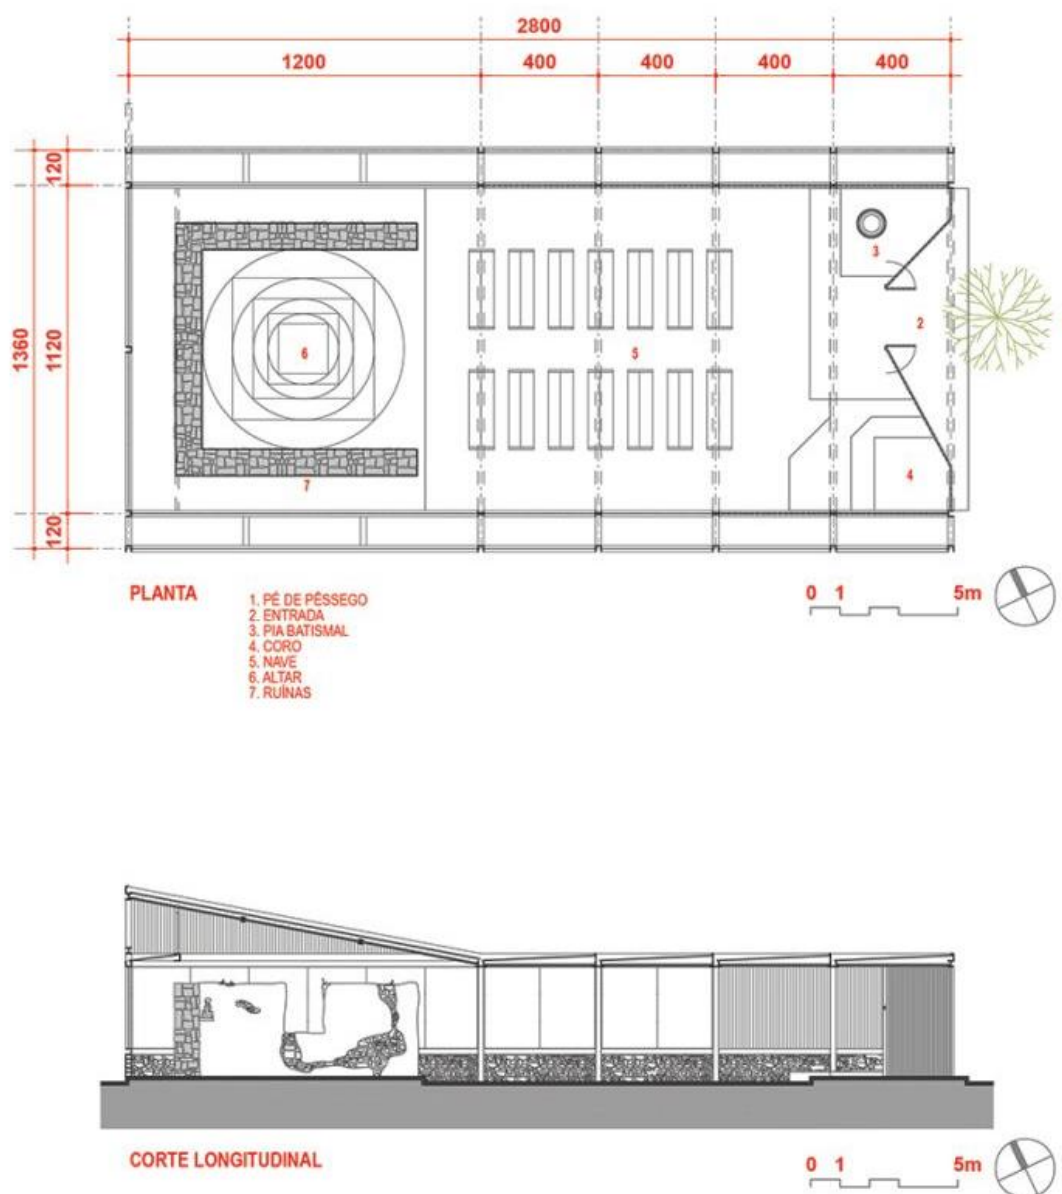 2800
1200 400 400 400 400
120
1360 1120
120
3
2
6 5
4
7
PLANTA
1. PÉ DE PÊSSEGO
2. ENTRADA
3. PIA BATISMAL
4. CORO
5. NAVE
6. ALTAR
7. RUÍNAS
0 1 5m
CORTE LONGITUDINAL
0 1 5m